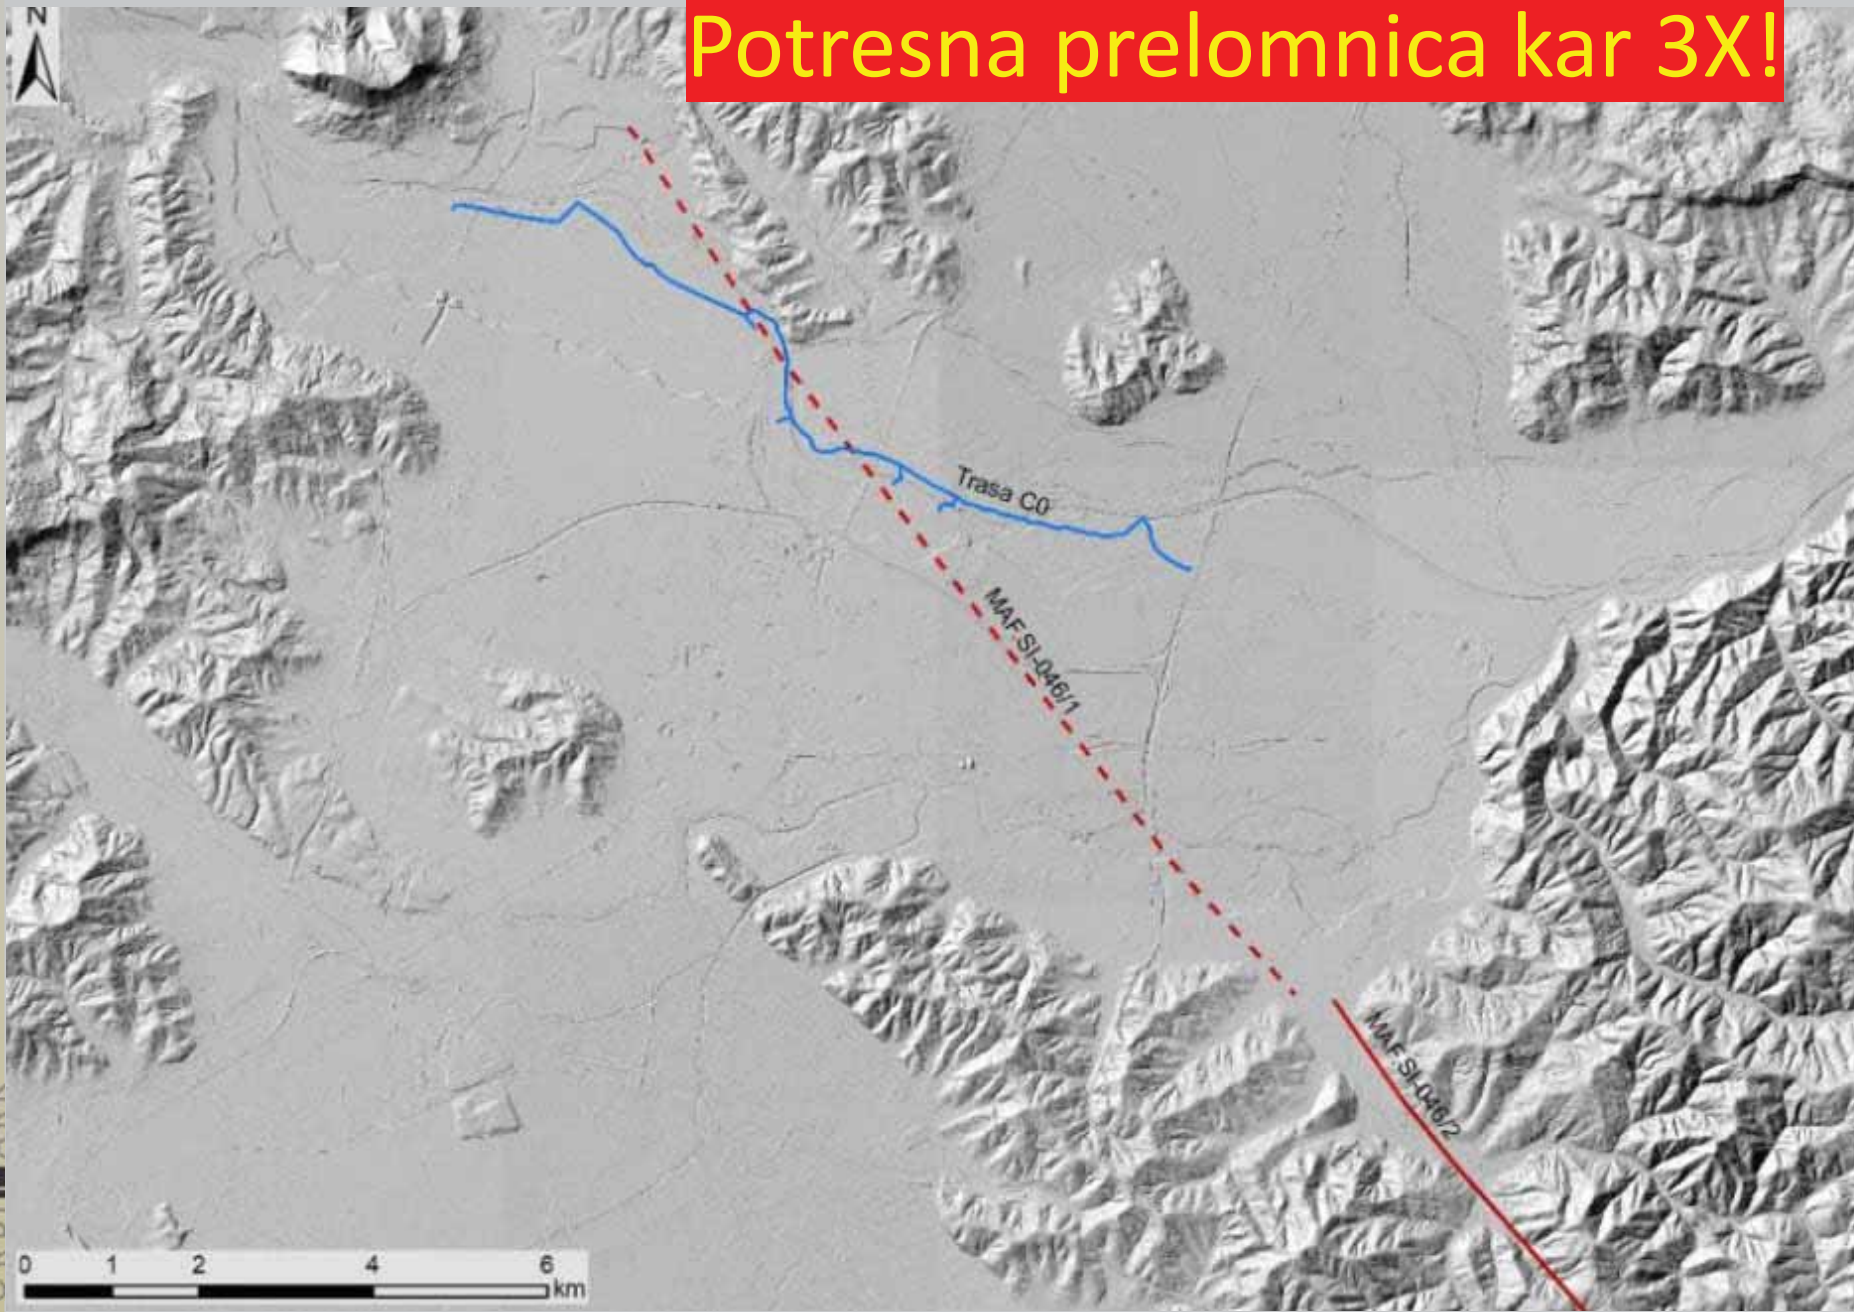 N
Potresna prelomnica kar 3X!
Trasa C0
MAF SI-046/1
MAF SI-046/2
0 1 2 4 6
km